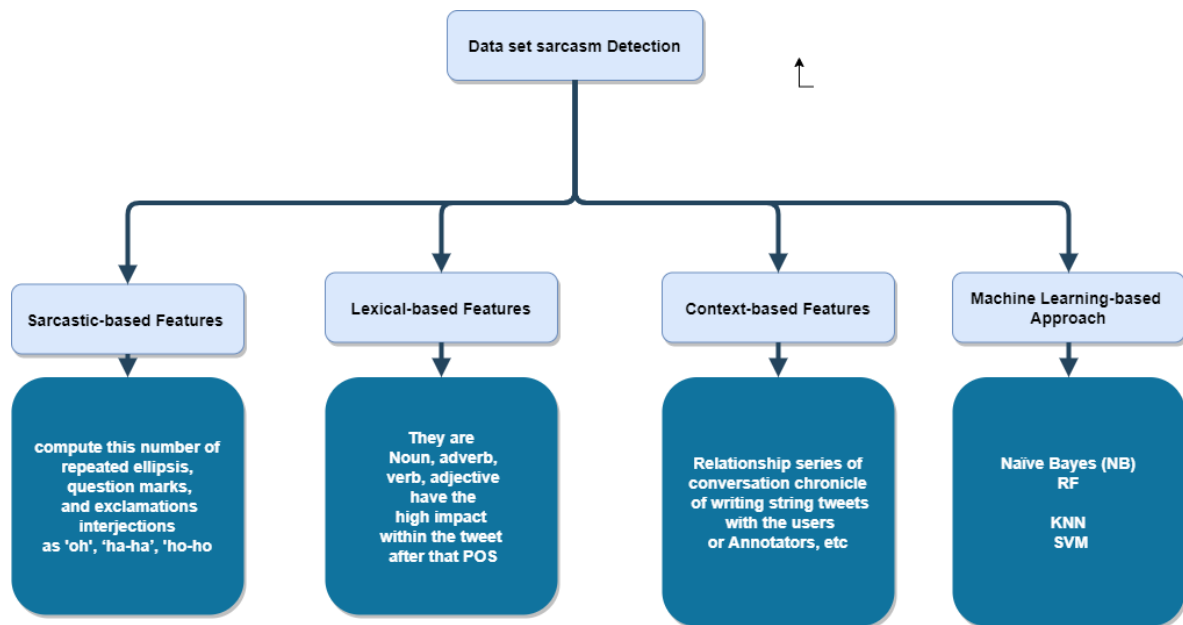 Data set sarcasm Detection
Sarcastic-based Features
Lexical-based Features
Context-based Features
Machine Learning-based
Approach
compute this number of
repeated ellipsis,
question marks,
and exclamations
interjections
as 'oh', ‘ha-ha’, 'ho-ho
They are
Noun, adverb,
verb, adjective
have the
high impact
within the tweet
after that POS
Relationship series of
conversation chronicle
of writing string tweets
with the users
or Annotators, etc
Naïve Bayes (NB)
RF
KNN
SVM